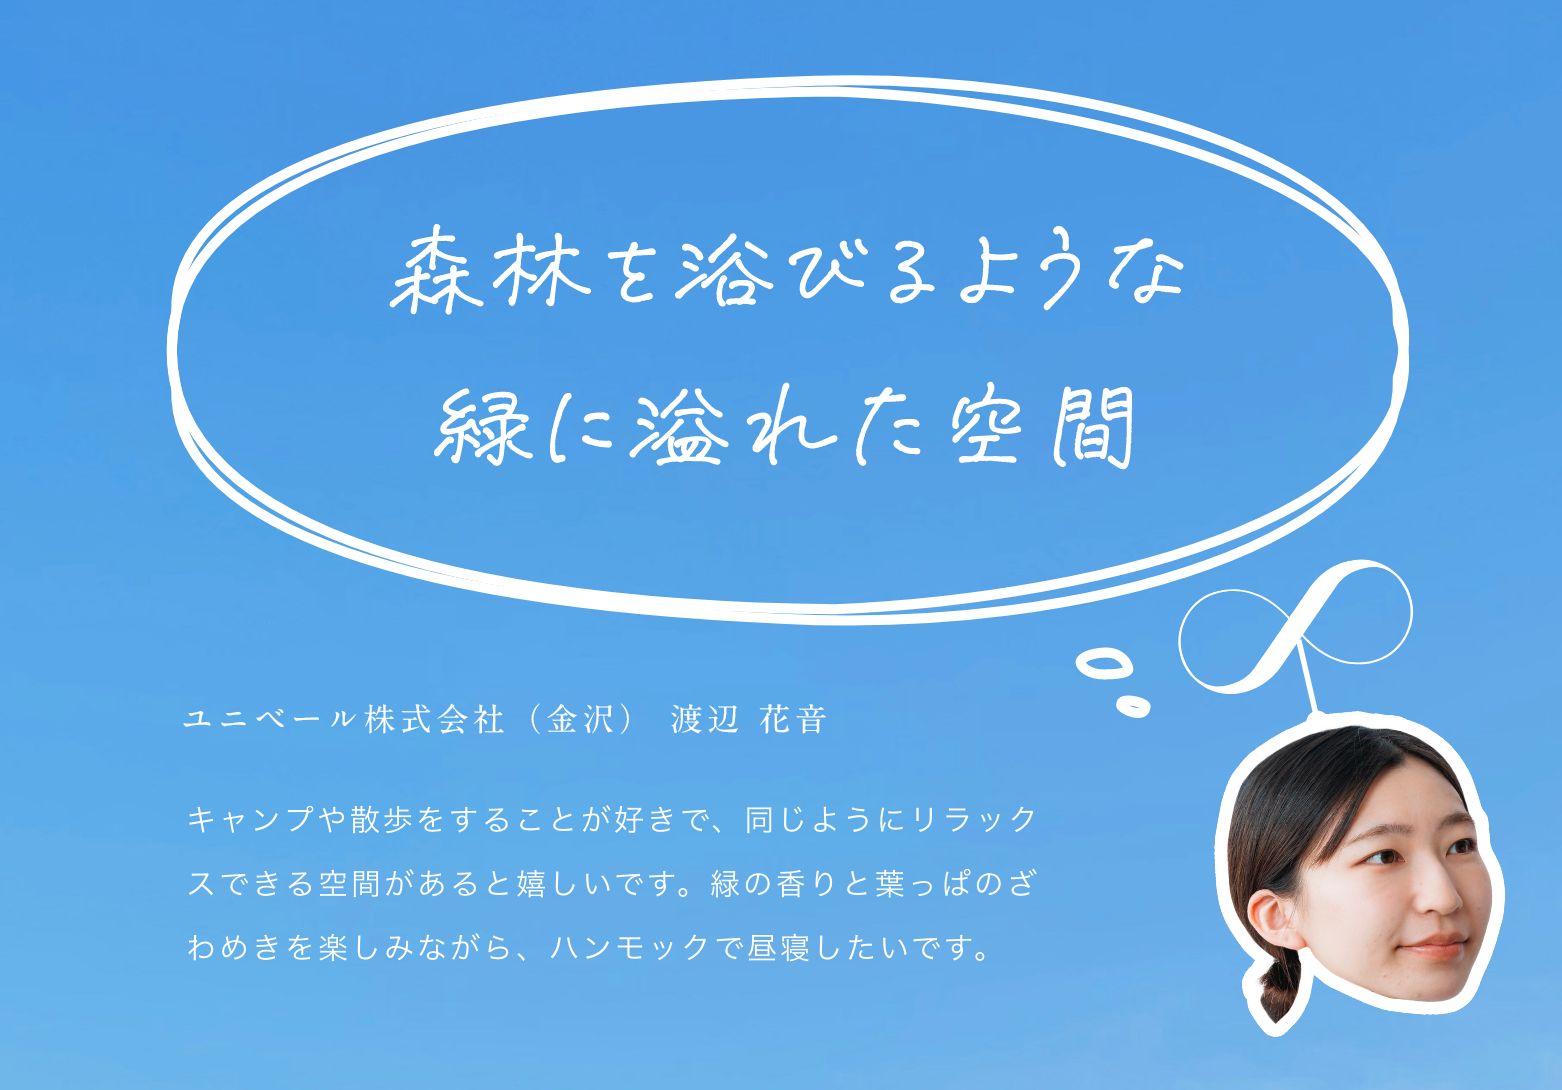 森林を浴びるような
緑に溢れた空間
ユニベール株式会社（金沢） 渡辺 花音
キャンプや散歩をすることが好きで、同じようにリラック
スできる空間があると嬉しいです。緑の香りと葉っぱのざ
わめきを楽しみながら、ハンモックで昼寝したいです。